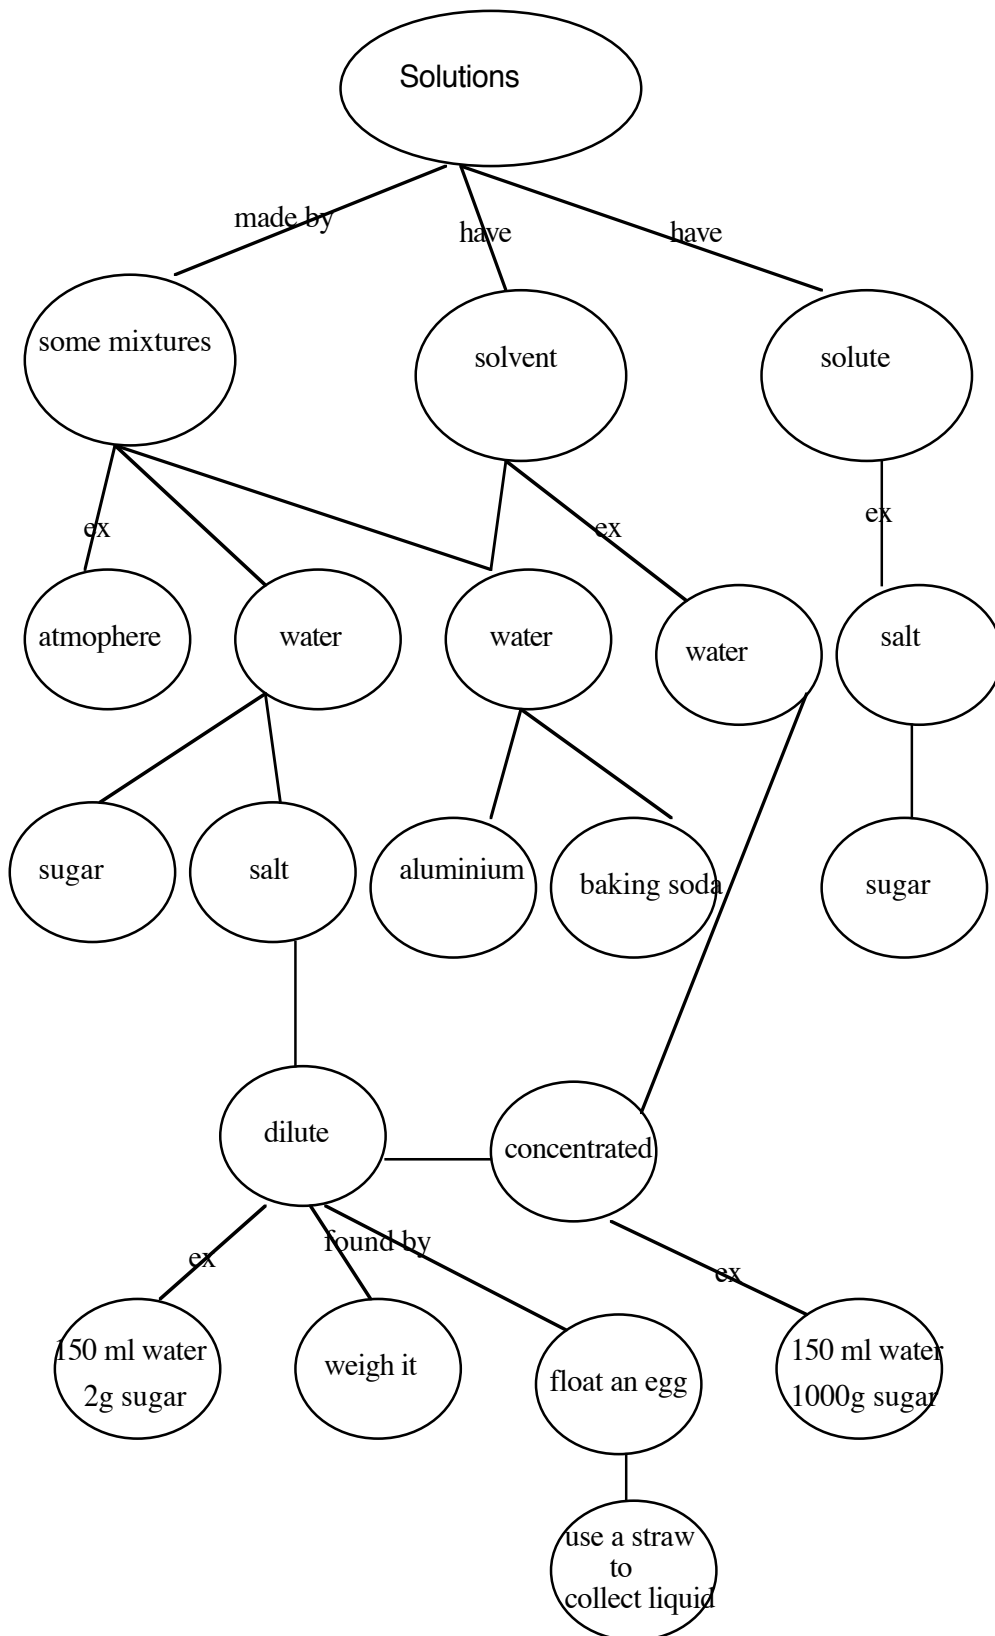 Solutions
made by
have
have
some mixtures
solvent
solute
ex
ex
ex
atmophere
water
water
water
salt
sugar
salt
aluminium
baking soda
sugar
dilute
concentrated
ex
found by
ex
150 ml water
2g sugar
weigh it
float an egg
150 ml water
1000g sugar
use a straw
to
collect liquid